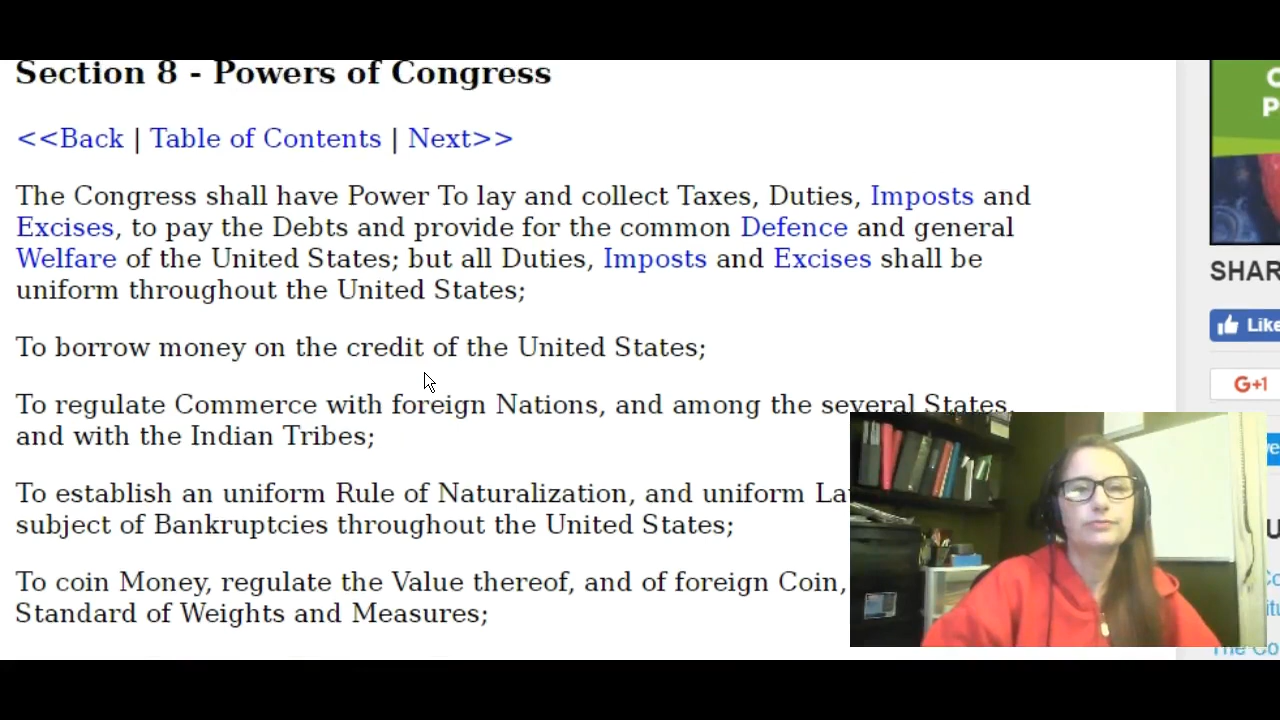 Section 8 - Powers of Congress
<<Back | Table of Contents | Next>>
The Congress shall have Power To lay and collect Taxes, Duties, Imposts and
Excises, to pay the Debts and provide for the common Defence and general
Welfare of the United States; but all Duties, Imposts and Excises shall be
uniform throughout the United States;
To borrow money on the credit of the United States;
To regulate Commerce with foreign Nations, and among the several States,
and with the Indian Tribes;
To establish an uniform Rule of Naturalization, and uniform
subject of Bankruptcies throughout the United States;
To coin Money, regulate the Value thereof, and of foreign Coin,
Standard of Weights and Measures;
SHAR
Like
G+1
The Co